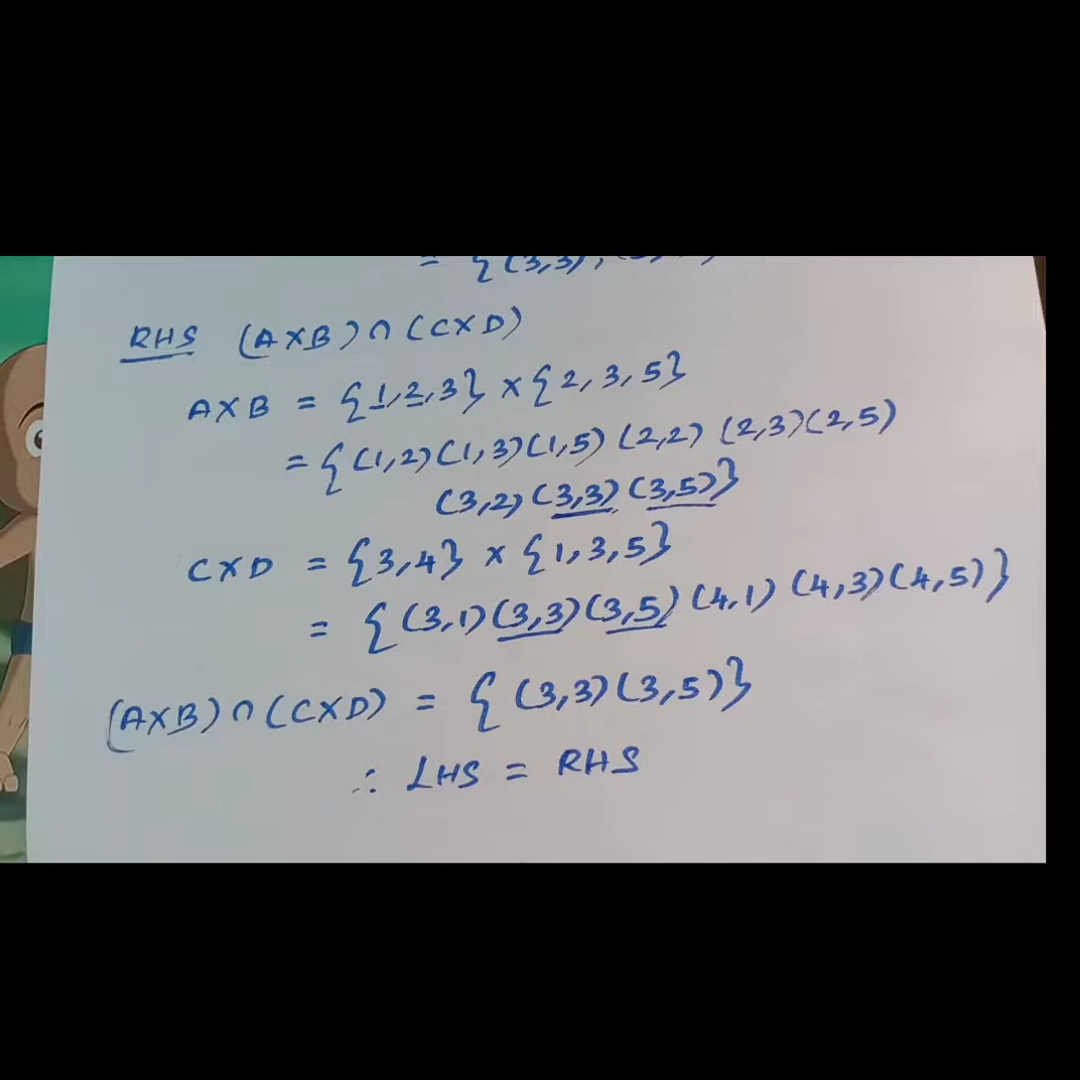 = {(3,3),
RHS (A×B)∩(C×D)
A×B = {1,2,3} × {2,3,5}
= {(1,2)(1,3)(1,5) (2,2) (2,3)(2,5)
(3,2) (3,3) (3,5)}
C×D = {3,4} × {1,3,5}
= {(3,1)(3,3)(3,5) (4,1) (4,3)(4,5)}
(A×B)∩(C×D) = {(3,3)(3,5)}
∴ LHS = RHS